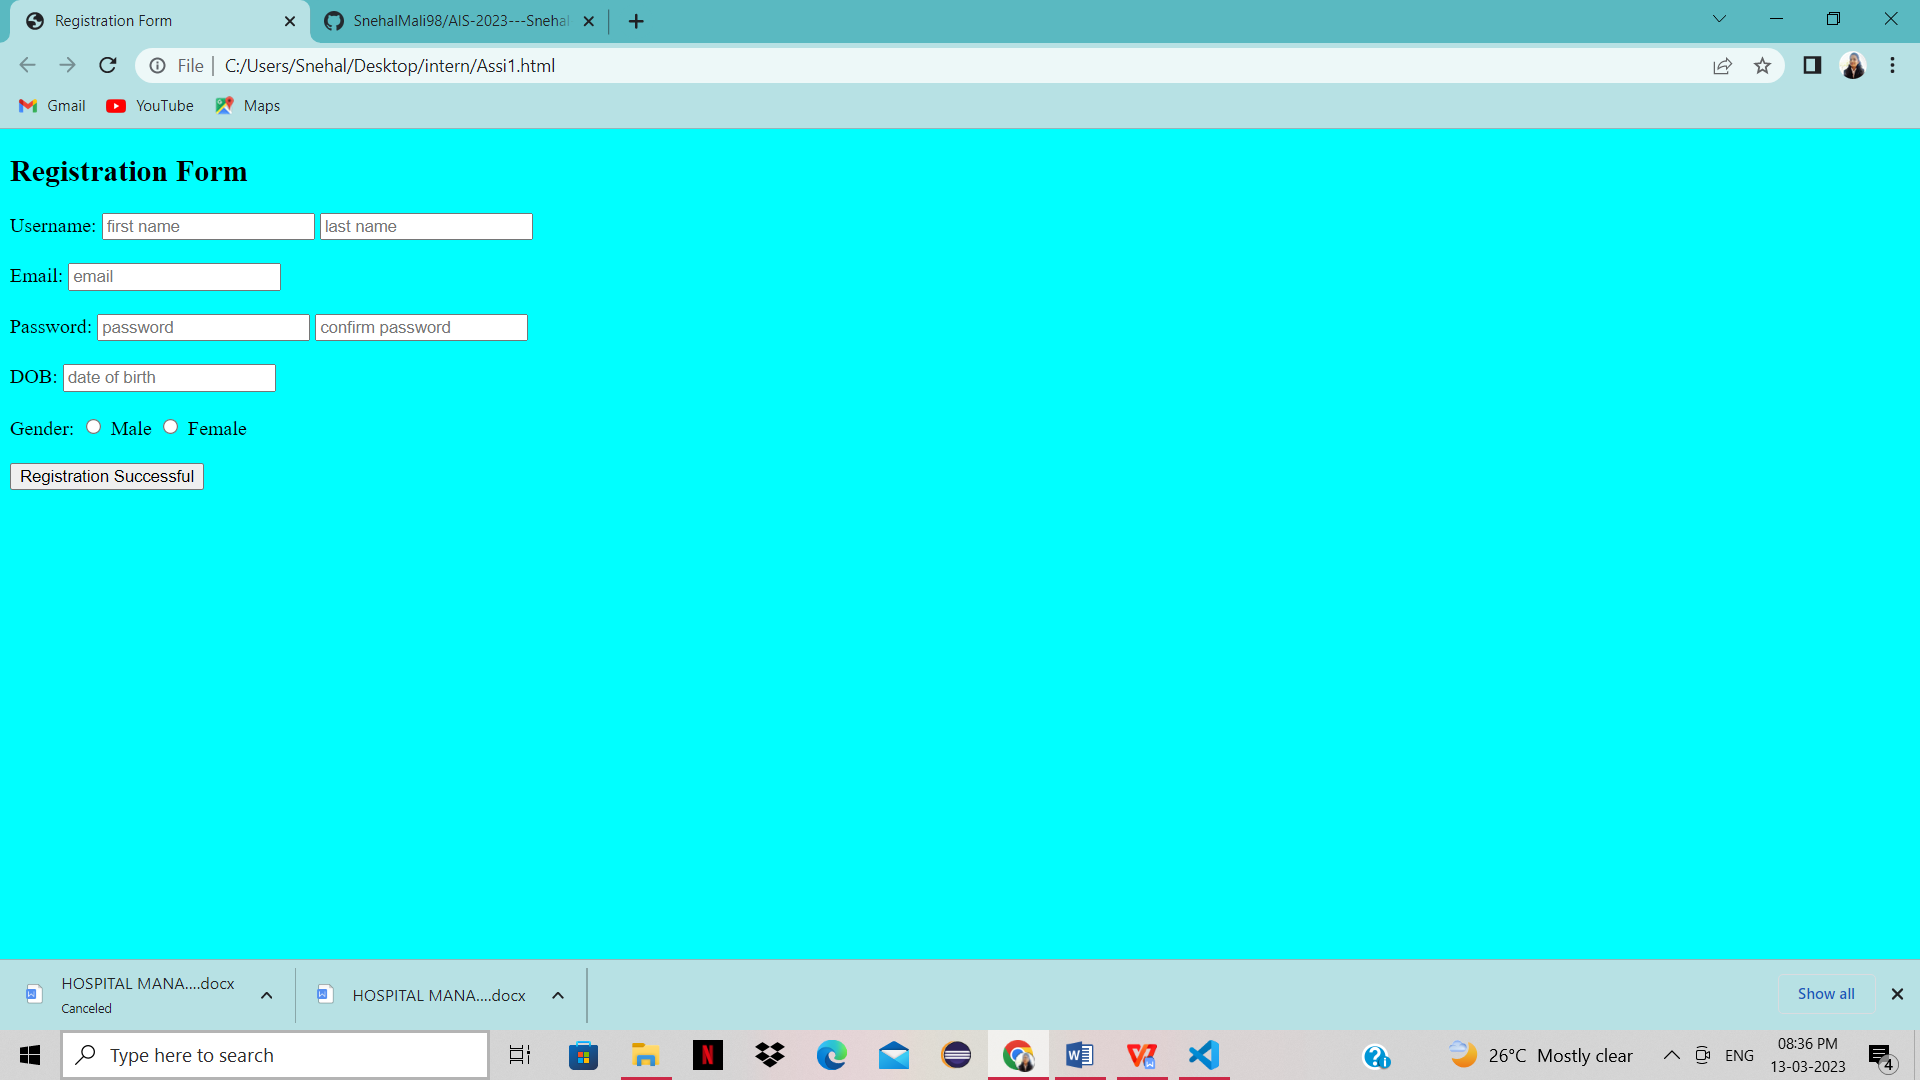 Registration Form
SnehalMali98/AIS-2023---Snehal
File
C:/Users/Snehal/Desktop/intern/Assi1.html
Gmail
YouTube
Maps
Registration Form
Username: first name last name
Email: email
Password: password confirm password
DOB: date of birth
Gender: Male Female
Registration Successful
HOSPITAL MANA....docx
Canceled
HOSPITAL MANA....docx
Show all
Type here to search
26°C Mostly clear
ENG
08:36 PM
13-03-2023
4